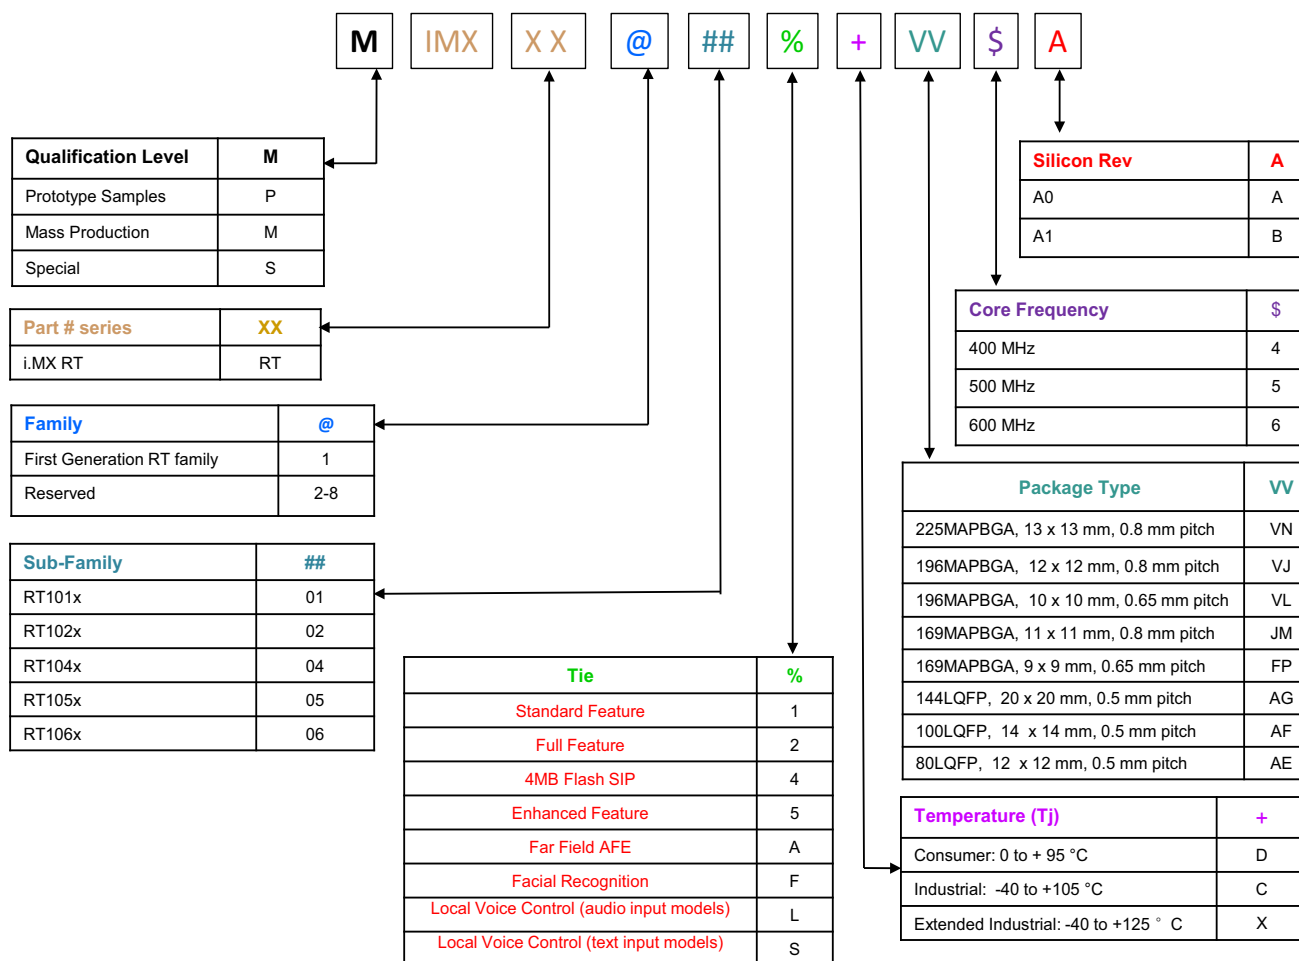 M IMX X X @ ## % + VV $ A
Qualification Level M
Prototype Samples P
Mass Production M
Special S
Part # series XX
i.MX RT RT
Family @
First Generation RT family 1
Reserved 2-8
Sub-Family ##
RT101x 01
RT102x 02
RT104x 04
RT105x 05
RT106x 06
Tie %
Standard Feature 1
Full Feature 2
4MB Flash SIP 4
Enhanced Feature 5
Far Field AFE A
Facial Recognition F
Local Voice Control (audio input models) L
Local Voice Control (text input models) S
Silicon Rev A
A0 A
A1 B
Core Frequency $
400 MHz 4
500 MHz 5
600 MHz 6
Package Type VV
225MAPBGA, 13 x 13 mm, 0.8 mm pitch VN
196MAPBGA, 12 x 12 mm, 0.8 mm pitch VJ
196MAPBGA, 10 x 10 mm, 0.65 mm pitch VL
169MAPBGA, 11 x 11 mm, 0.8 mm pitch JM
169MAPBGA, 9 x 9 mm, 0.65 mm pitch FP
144LQFP, 20 x 20 mm, 0.5 mm pitch AG
100LQFP, 14 x 14 mm, 0.5 mm pitch AF
80LQFP, 12 x 12 mm, 0.5 mm pitch AE
Temperature (Tj) +
Consumer: 0 to + 95 °C D
Industrial: -40 to +105 °C C
Extended Industrial: -40 to +125 ° C X